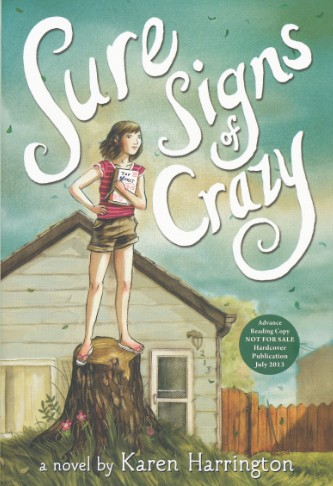 Sure
Signs
of
Crazy
Advance
Reading Copy
NOT FOR SALE
Hardcover
Publication
July 2013
a novel by Karen Harrington